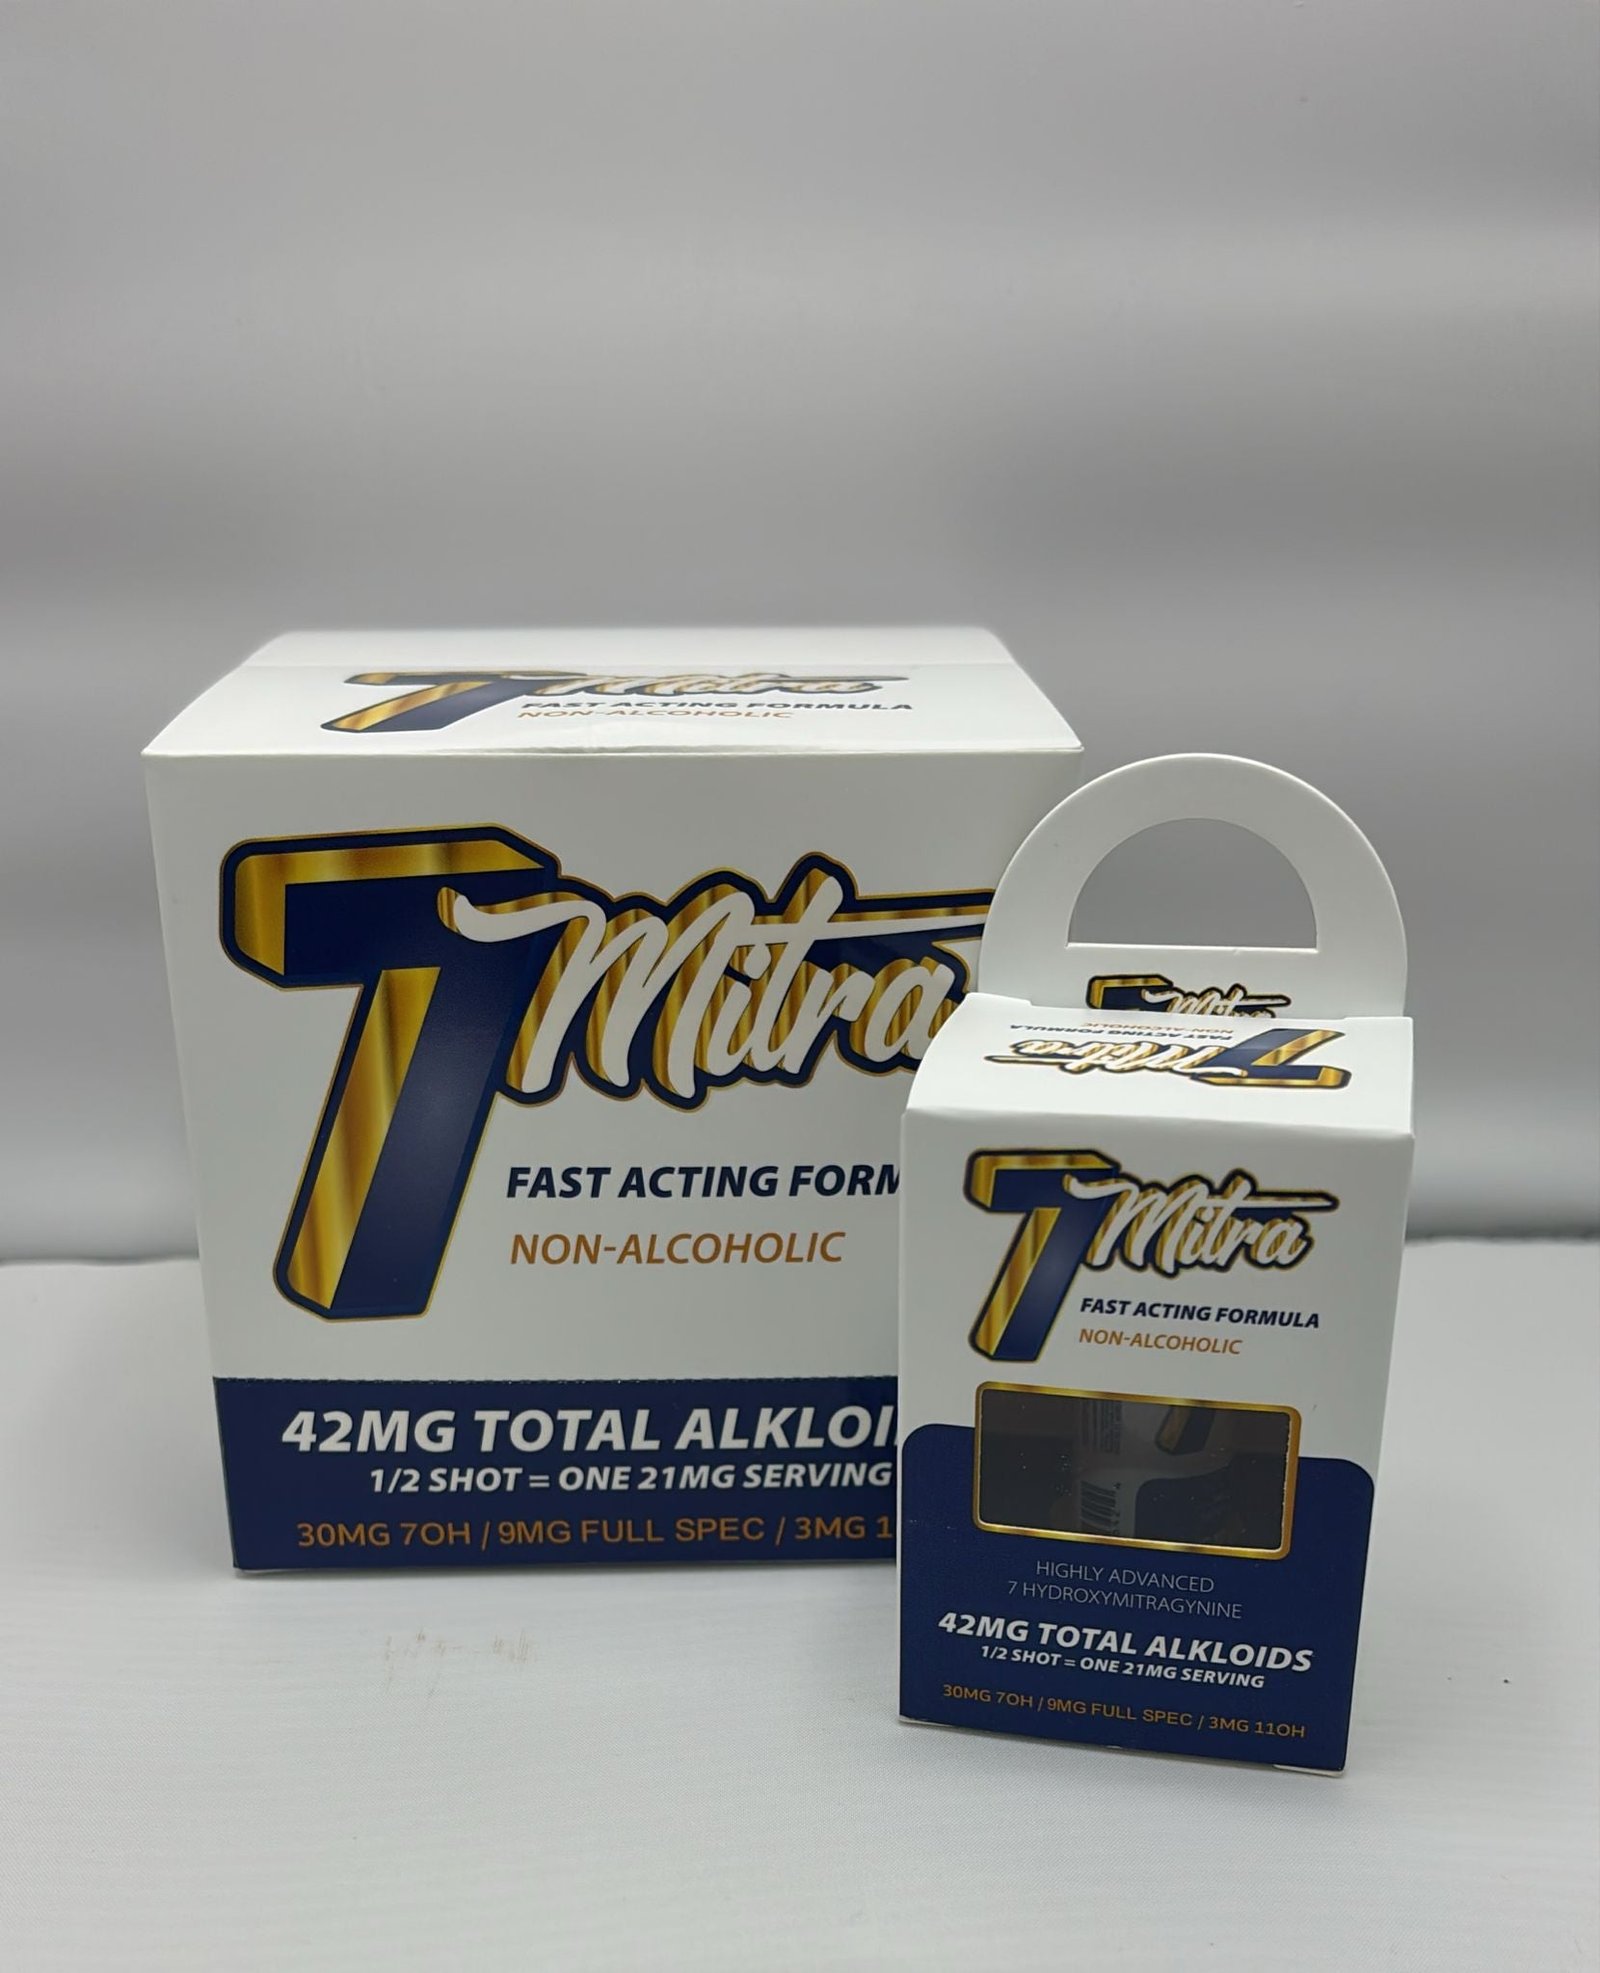 7 Mitra
FAST ACTING FORMULA
NON-ALCOHOLIC
7 Mitra
FAST ACTING FORM
NON-ALCOHOLIC
42MG TOTAL ALKLOI
1/2 SHOT = ONE 21MG SERVING
30MG 7OH / 9MG FULL SPEC / 3MG 1
7 Mitra
NON-ALCOHOLIC
FAST ACTING FORMULA
7 Mitra
7 Mitra
FAST ACTING FORMULA
NON-ALCOHOLIC
HIGHLY ADVANCED
7 HYDROXYMITRAGYNINE
42MG TOTAL ALKLOIDS
1/2 SHOT = ONE 21MG SERVING
30MG 7OH / 9MG FULL SPEC / 3MG 11OH